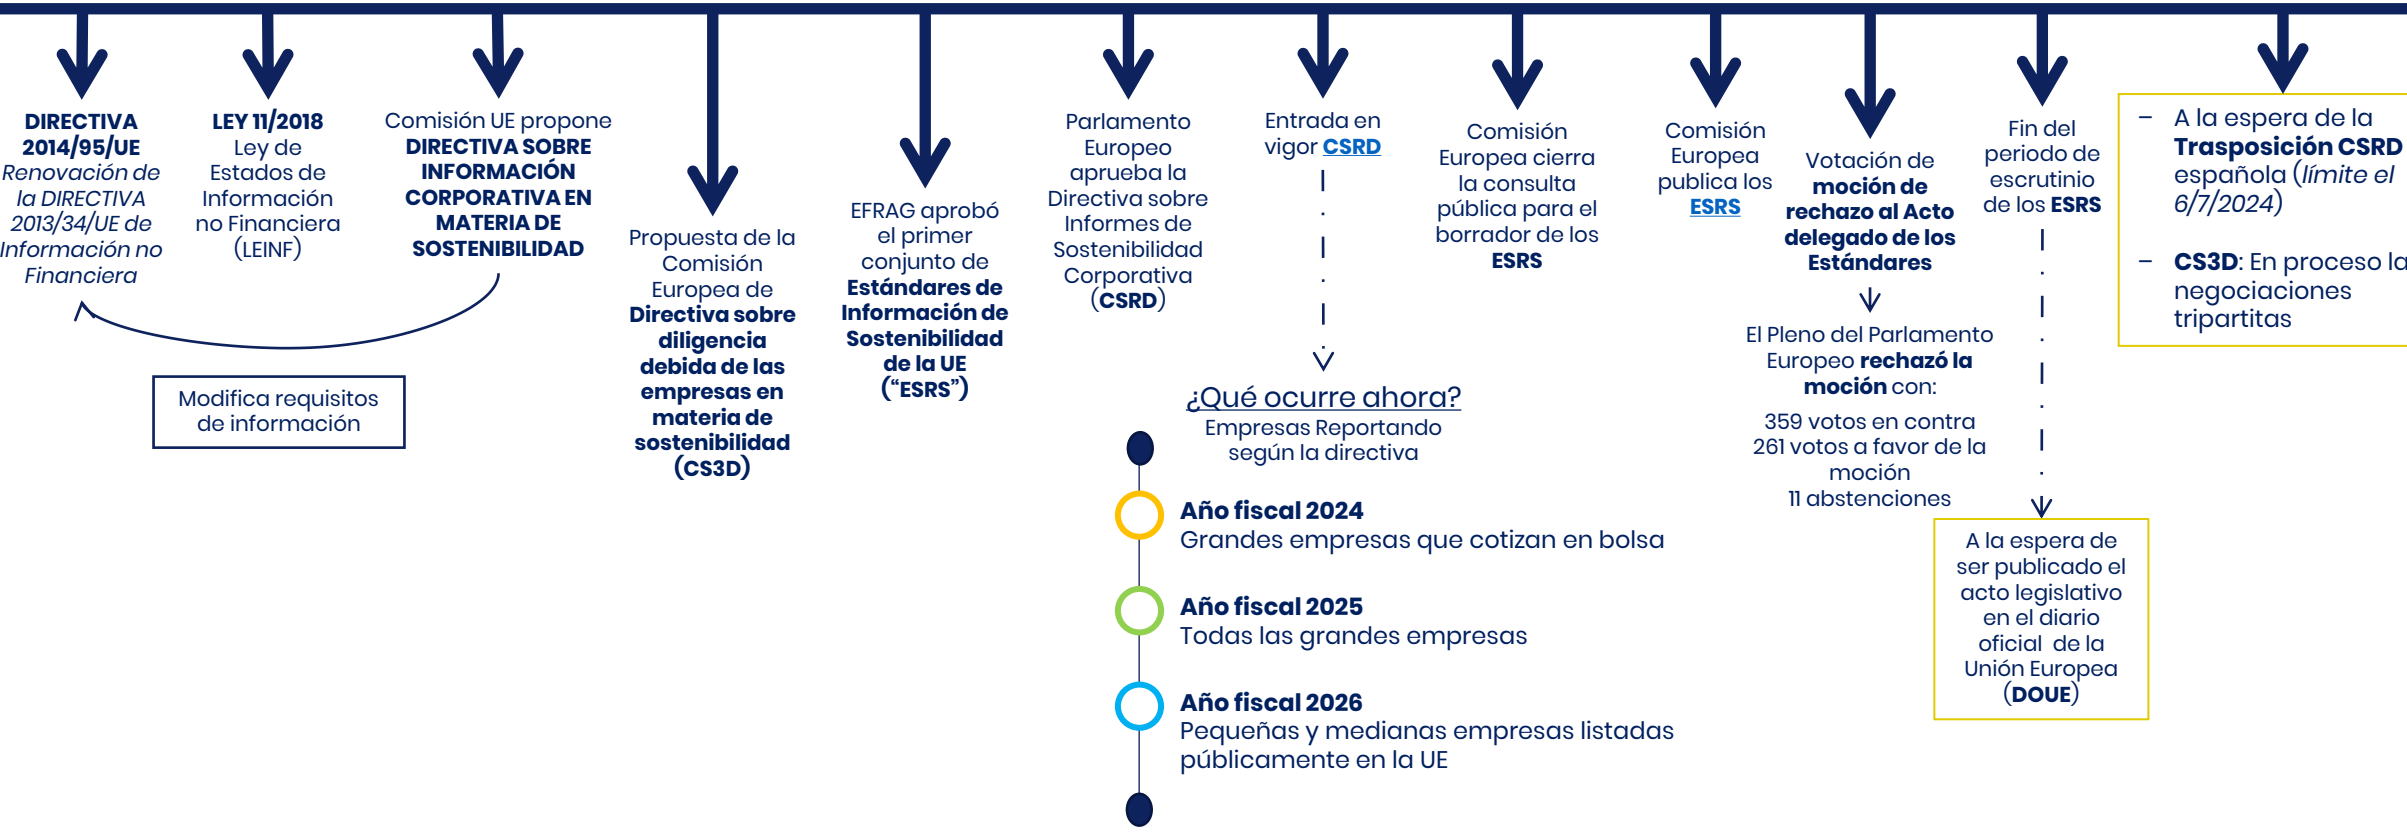 DIRECTIVA
2014/95/UE
Renovación de
la DIRECTIVA
2013/34/UE de
Información no
Financiera
LEY 11/2018
Ley de
Estados de
Información
no Financiera
(LEINF)
Comisión UE propone
DIRECTIVA SOBRE
INFORMACIÓN
CORPORATIVA EN
MATERIA DE
SOSTENIBILIDAD
Modifica requisitos
de información
Propuesta de la
Comisión
Europea de
Directiva sobre
diligencia
debida de las
empresas en
materia de
sostenibilidad
(CS3D)
EFRAG aprobó
el primer
conjunto de
Estándares de
Información de
Sostenibilidad
de la UE
(“ESRS”)
Parlamento
Europeo
aprueba la
Directiva sobre
Informes de
Sostenibilidad
Corporativa
(CSRD)
Entrada en
vigor CSRD
¿Qué ocurre ahora?
Empresas Reportando
según la directiva
Año fiscal 2024
Grandes empresas que cotizan en bolsa
Año fiscal 2025
Todas las grandes empresas
Año fiscal 2026
Pequeñas y medianas empresas listadas
públicamente en la UE
Comisión
Europea cierra
la consulta
pública para el
borrador de los
ESRS
Comisión
Europea
publica los
ESRS
Votación de
moción de
rechazo al Acto
delegado de los
Estándares
El Pleno del Parlamento
Europeo rechazó la
moción con:
359 votos en contra
261 votos a favor de la
moción
11 abstenciones
Fin del
periodo de
escrutinio
de los ESRS
A la espera de
ser publicado el
acto legislativo
en el diario
oficial de la
Unión Europea
(DOUE)
– A la espera de la
Trasposición CSRD
española (límite el
6/7/2024)
– CS3D: En proceso la
negociaciones
tripartitas